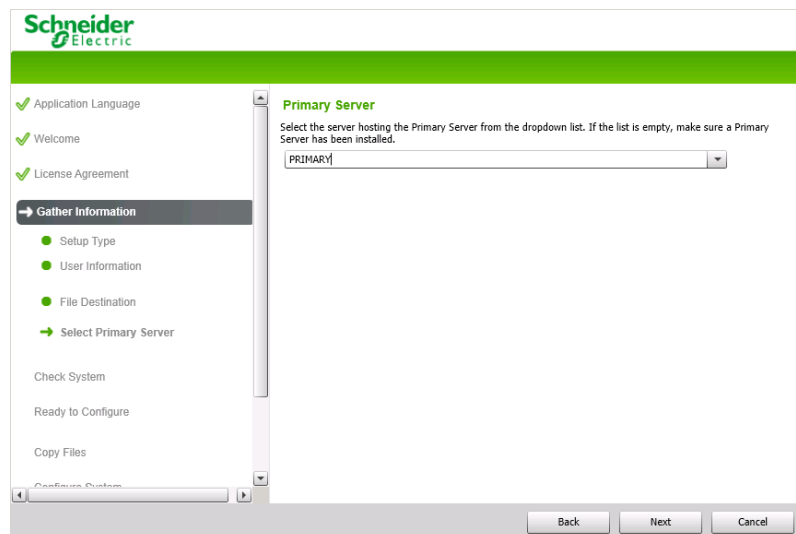 Schneider
Electric
Application Language
Welcome
License Agreement
Gather Information
Setup Type
User Information
File Destination
Select Primary Server
Check System
Ready to Configure
Copy Files
Configure System
Primary Server
Select the server hosting the Primary Server from the dropdown list. If the list is empty, make sure a Primary
Server has been installed.
PRIMARY
Back
Next
Cancel